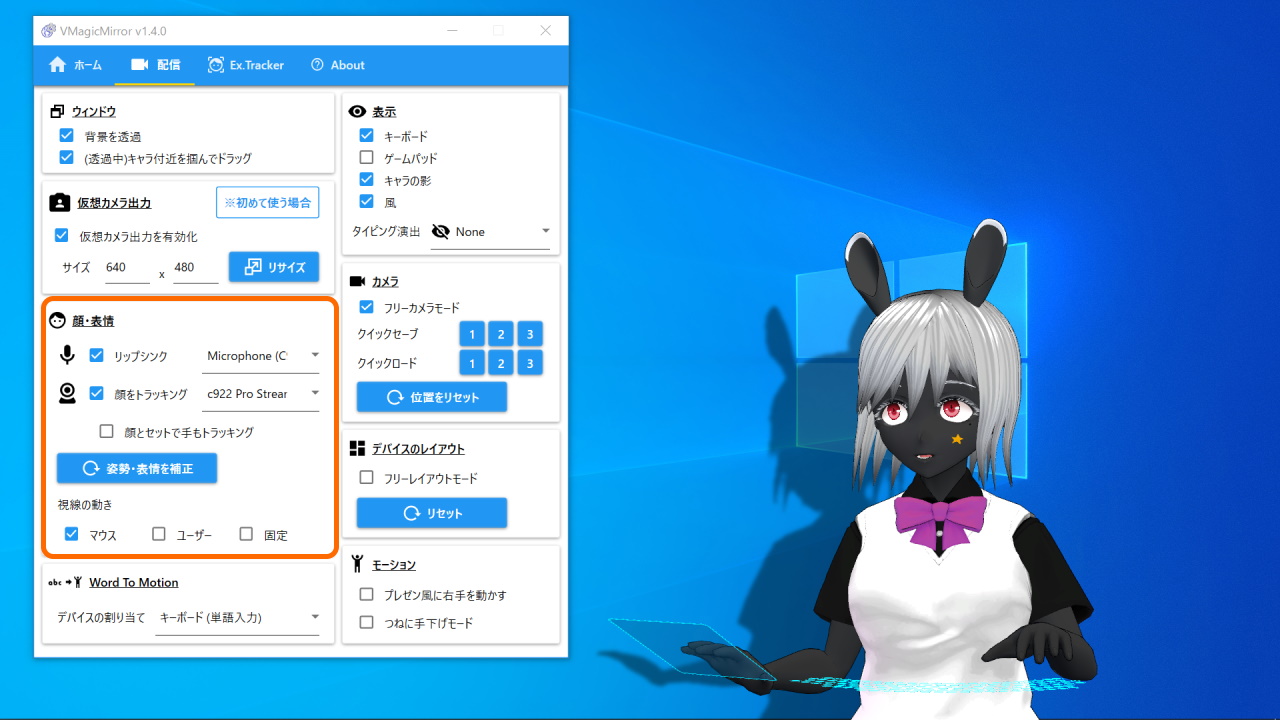 VMagicMirror v1.4.0
ホーム
配信
Ex.Tracker
About
ウィンドウ
背景を透過
(透過中)キャラ付近を掴んでドラッグ
仮想カメラ出力
※初めて使う場合
仮想カメラ出力を有効化
サイズ 640 x 480
リサイズ
顔・表情
リップシンク Microphone (C
顔をトラッキング c922 Pro Strear
顔とセットで手もトラッキング
姿勢・表情を補正
視線の動き
マウス ユーザー 固定
abc Word To Motion
デバイスの割り当て キーボード (単語入力)
表示
キーボード
ゲームパッド
キャラの影
風
タイピング演出 None
カメラ
フリーカメラモード
クイックセーブ 1 2 3
クイックロード 1 2 3
位置をリセット
デバイスのレイアウト
フリーレイアウトモード
リセット
モーション
プレゼン風に右手を動かす
つねに手下げモード